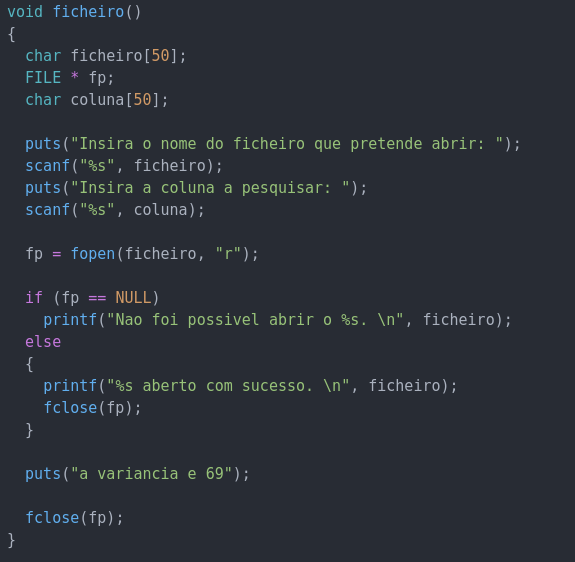 void ficheiro()
{
  char ficheiro[50];
  FILE * fp;
  char coluna[50];

  puts("Insira o nome do ficheiro que pretende abrir: ");
  scanf("%s", ficheiro);
  puts("Insira a coluna a pesquisar: ");
  scanf("%s", coluna);

  fp = fopen(ficheiro, "r");

  if (fp == NULL)
    printf("Nao foi possivel abrir o %s. \n", ficheiro);
  else
  {
    printf("%s aberto com sucesso. \n", ficheiro);
    fclose(fp);
  }

  puts("a variancia e 69");

  fclose(fp);
}